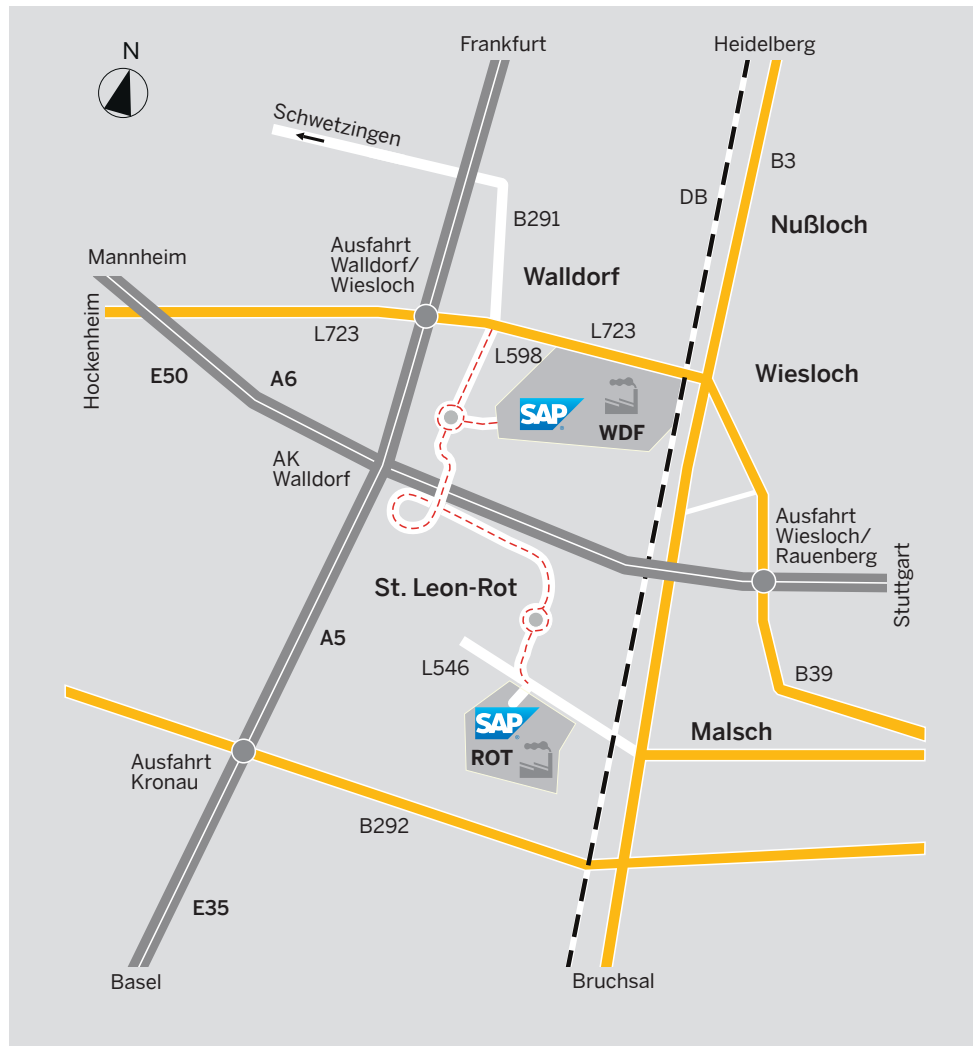 Frankfurt
Heidelberg
N
Schwetzingen
B3
DB
B291
Nußloch
Ausfahrt
Walldorf/
Wiesloch
Mannheim
Walldorf
Hockenheim
L723
L723
L598
E50
A6
Wiesloch
SAP
WDF
AK
Walldorf
Ausfahrt
Wiesloch/
Rauenberg
Stuttgart
St. Leon-Rot
A5
L546
B39
SAP
ROT
Malsch
Ausfahrt
Kronau
B292
E35
Basel
Bruchsal